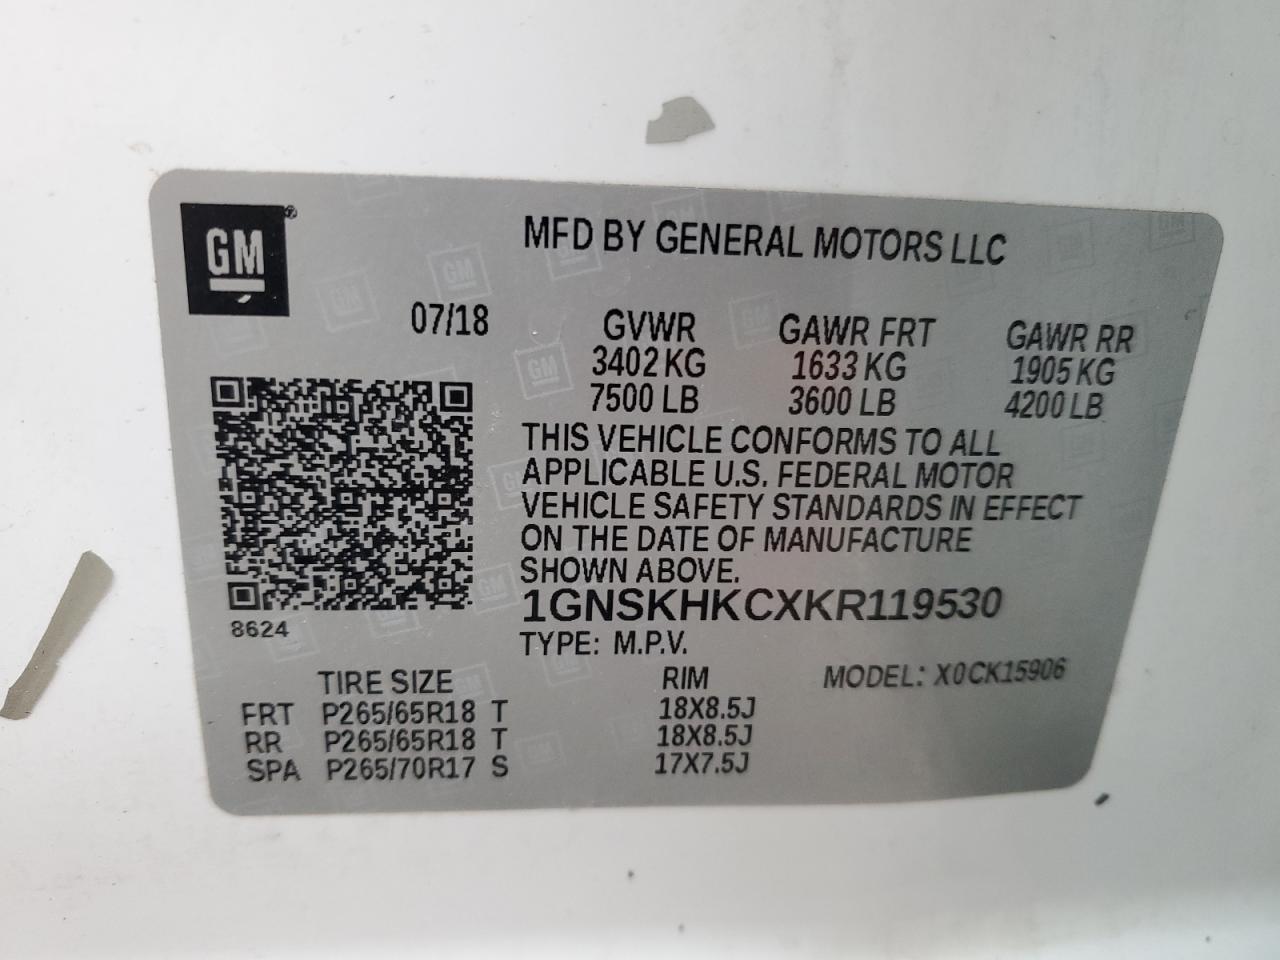 GM
MFD BY GENERAL MOTORS LLC
07/18
GVWR GAWR FRT GAWR RR
3402 KG 1633 KG 1905 KG
7500 LB 3600 LB 4200 LB
THIS VEHICLE CONFORMS TO ALL
APPLICABLE U.S. FEDERAL MOTOR
VEHICLE SAFETY STANDARDS IN EFFECT
ON THE DATE OF MANUFACTURE
SHOWN ABOVE.
8624
1GNSKHKCXKR119530
TYPE: M.P.V.
MODEL: X0CK15906
TIRE SIZE RIM
FRT P265/65R18 T 18X8.5J
RR P265/65R18 T 18X8.5J
SPA P265/70R17 S 17X7.5J